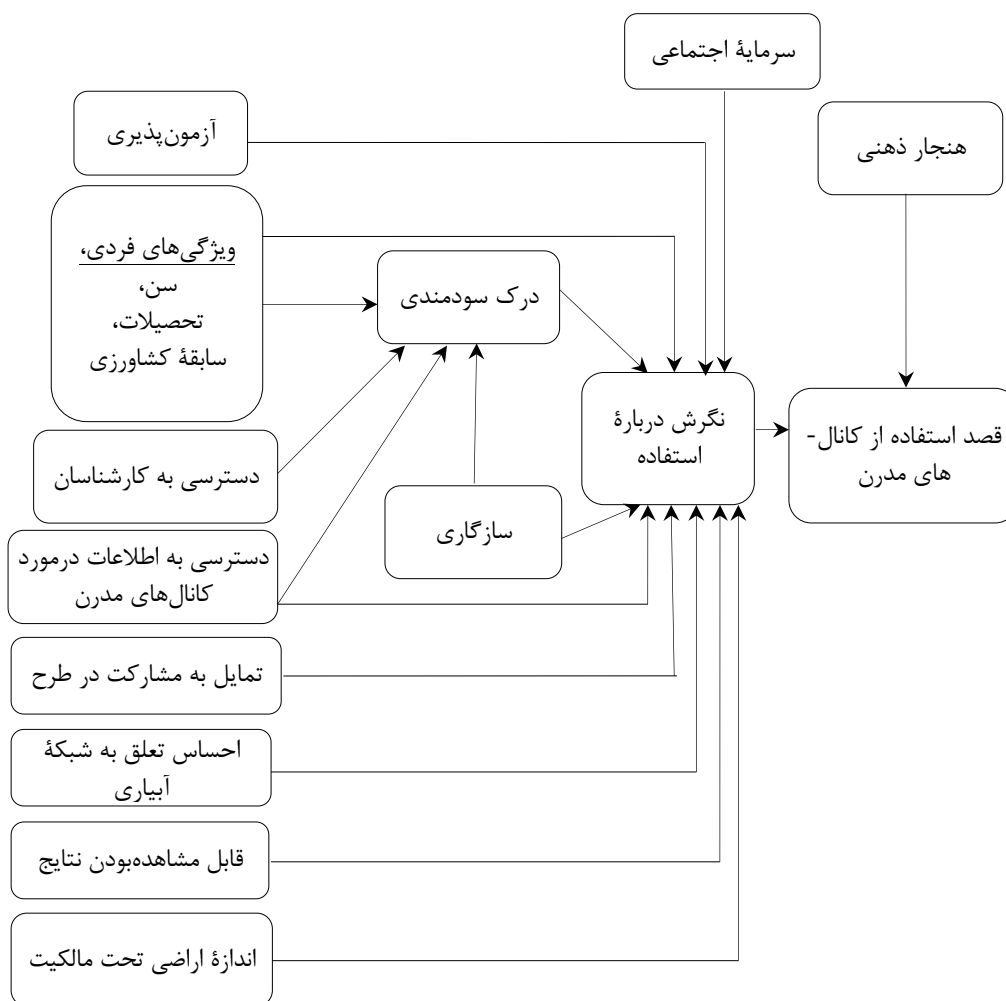 سرمایهٔ اجتماعی
آزمون‌پذیری
هنجار ذهنی
ویژگی‌های فردی،
سن،
تحصیلات،
سابقهٔ کشاورزی
درک سودمندی
نگرش دربارهٔ
استفاده
قصد استفاده از کانال-
های مدرن
دسترسی به کارشناسان
سازگاری
دسترسی به اطلاعات درمورد
کانال‌های مدرن
تمایل به مشارکت در طرح
احساس تعلق به شبکهٔ
آبیاری
قابل مشاهده‌بودن نتایج
اندازهٔ اراضی تحت مالکیت